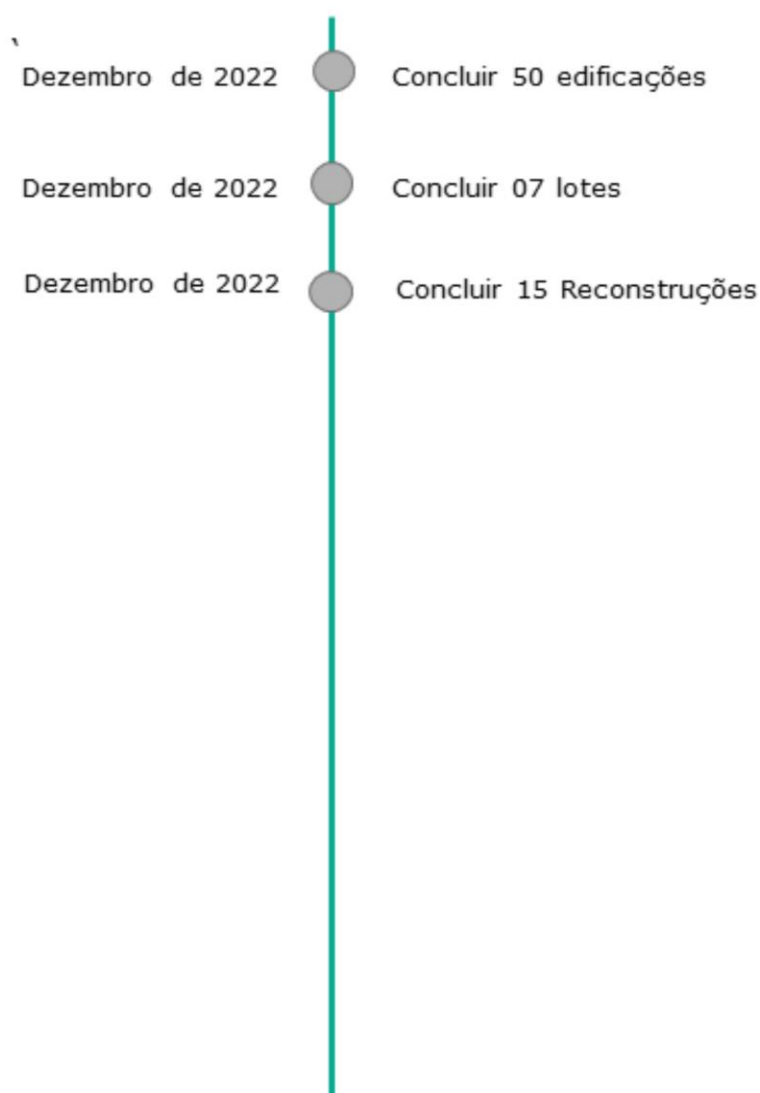 Dezembro de 2022 Concluir 50 edificações
Dezembro de 2022 Concluir 07 lotes
Dezembro de 2022 Concluir 15 Reconstruções